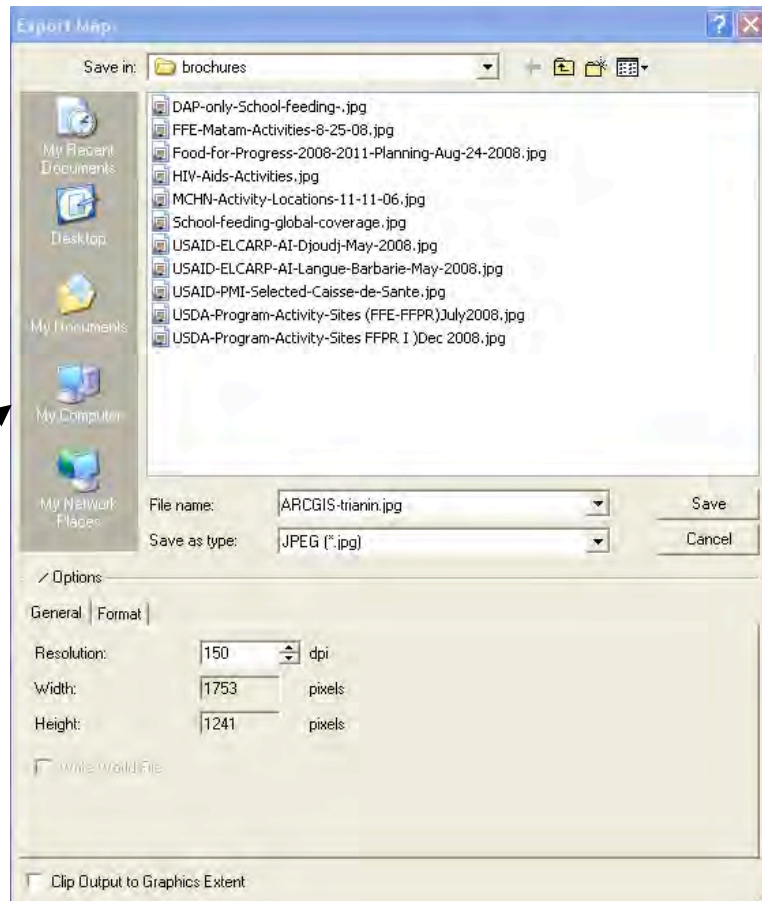 Export Map
Save in: brochures
My Recent
Documents
Desktop
My Documents
My Computer
My Network
Places
DAP-only-School-feeding-.jpg
FFE-Matam-Activities-8-25-08.jpg
Food-for-Progress-2008-2011-Planning-Aug-24-2008.jpg
HIV-Aids-Activities.jpg
MCHN-Activity-Locations-11-11-06.jpg
School-feeding-global-coverage.jpg
USAID-ELCARP-AI-Djoudj-May-2008.jpg
USAID-ELCARP-AI-Langue-Barbarie-May-2008.jpg
USAID-PMI-Selected-Caisse-de-Sante.jpg
USDA-Program-Activity-Sites (FFE-FFPR)July2008.jpg
USDA-Program-Activity-Sites FFPR I )Dec 2008.jpg
File name: ARCGIS-trianin.jpg Save
Save as type: JPEG (*.jpg) Cancel
Options
General Format
Resolution: 150 dpi
Width: 1753 pixels
Height: 1241 pixels
Write World File
Clip Output to Graphics Extent